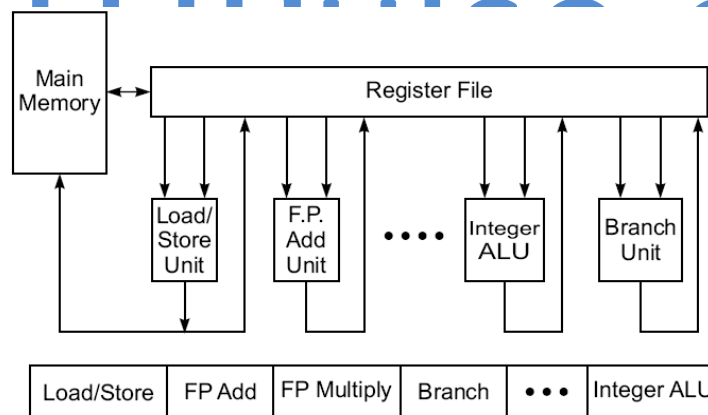 Main
Memory
Register File
Load/
Store
Unit
F.P.
Add
Unit
Integer
ALU
Branch
Unit
Load/Store FP Add FP Multiply Branch ••• Integer ALU